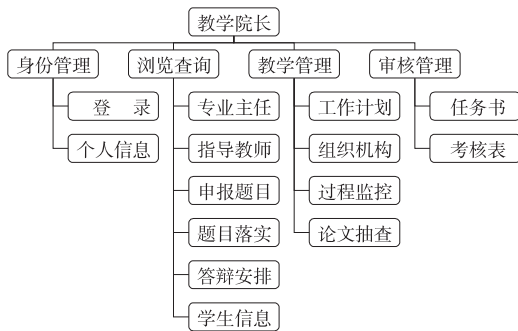 教学院长
身份管理 浏览查询 教学管理 审核管理
登 录 专业主任 工作计划 任务书
个人信息 指导教师 组织机构 考核表
申报题目 过程监控
题目落实 论文抽查
答辩安排
学生信息